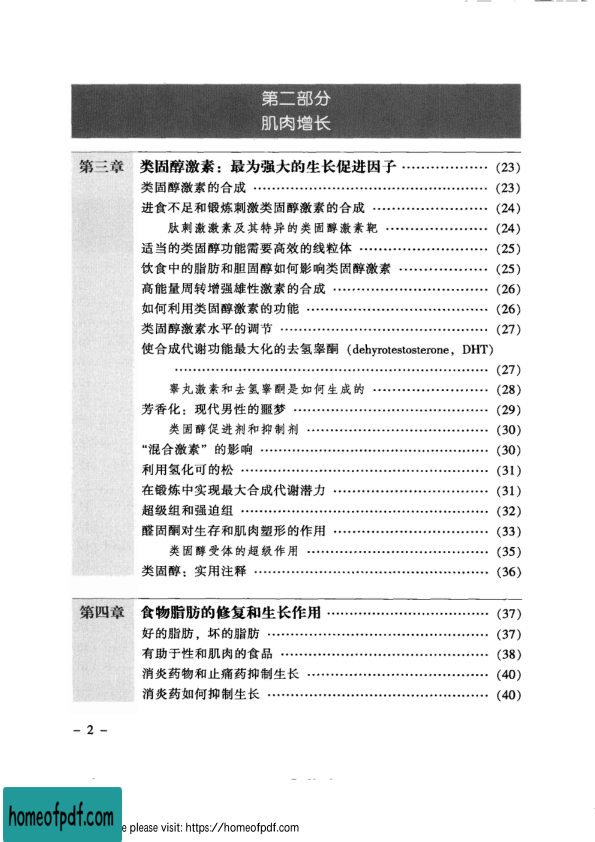 第二部分
肌肉增长
第三章 类固醇激素：最为强大的生长促进因子 ……………… (23)
类固醇激素的合成 ……………… (23)
进食不足和锻炼刺激类固醇激素的合成 ……………… (24)
肽刺激激素及其特异的类固醇激素靶 ……………… (24)
适当的类固醇功能需要高效的线粒体 ……………… (25)
饮食中的脂肪和胆固醇如何影响类固醇激素 ……………… (25)
高能量周转增强雄性激素的合成 ……………… (26)
如何利用类固醇激素的功能 ……………… (26)
类固醇激素水平的调节 ……………… (27)
使合成代谢功能最大化的去氢睾酮（dehyrotestosterone，DHT）
……………… (27)
睾丸激素和去氢睾酮是如何生成的 ……………… (28)
芳香化：现代男性的噩梦 ……………… (29)
类固醇促进剂和抑制剂 ……………… (30)
“混合激素”的影响 ……………… (30)
利用氢化可的松 ……………… (31)
在锻炼中实现最大合成代谢潜力 ……………… (31)
超级组和强迫组 ……………… (32)
醛固酮对生存和肌肉塑形的作用 ……………… (33)
类固醇受体的超级作用 ……………… (35)
类固醇：实用注释 ……………… (36)
第四章 食物脂肪的修复和生长作用 ……………… (37)
好的脂肪，坏的脂肪 ……………… (37)
有助于性和肌肉的食品 ……………… (38)
消炎药物和止痛药抑制生长 ……………… (40)
消炎药如何抑制生长 ……………… (40)
－ 2 －
homeofpdf.com
e please visit: https://homeofpdf.com